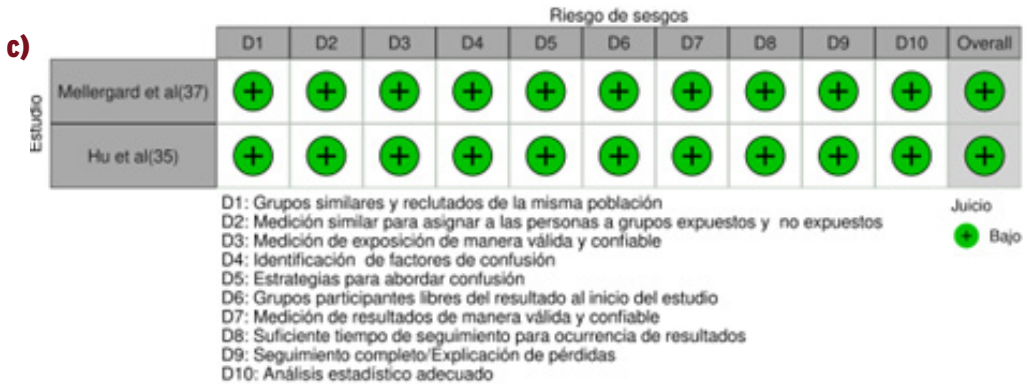 Riesgo de sesgos
c)
D1 D2 D3 D4 D5 D6 D7 D8 D9 D10 Overall
Estudio
Mellergard et al(37)
Hu et al(35)
D1: Grupos similares y reclutados de la misma población
D2: Medición similar para asignar a las personas a grupos expuestos y no expuestos
D3: Medición de exposición de manera válida y confiable
D4: Identificación de factores de confusión
D5: Estrategias para abordar confusión
D6: Grupos participantes libres del resultado al inicio del estudio
D7: Medición de resultados de manera válida y confiable
D8: Suficiente tiempo de seguimiento para ocurrencia de resultados
D9: Seguimiento completo/Explicación de pérdidas
D10: Análisis estadístico adecuado
Juicio
Bajo